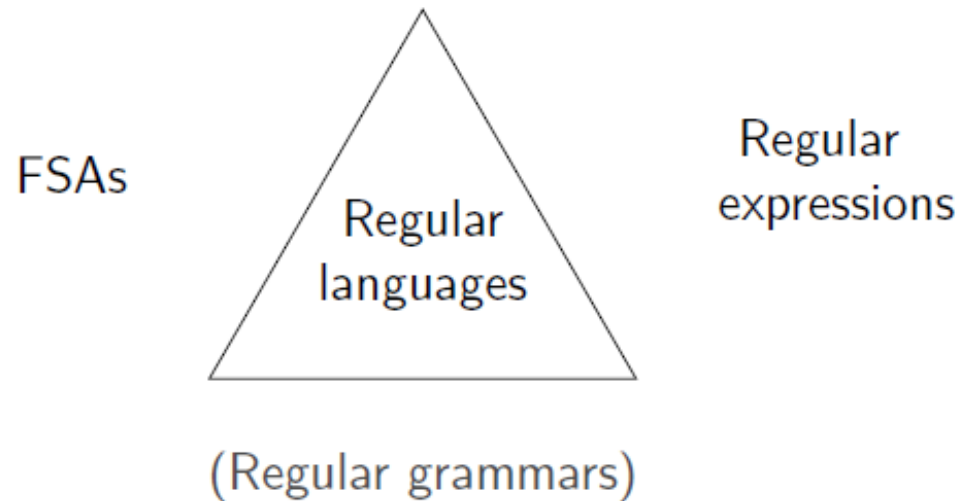 FSAs
Regular
languages
Regular
expressions
(Regular grammars)